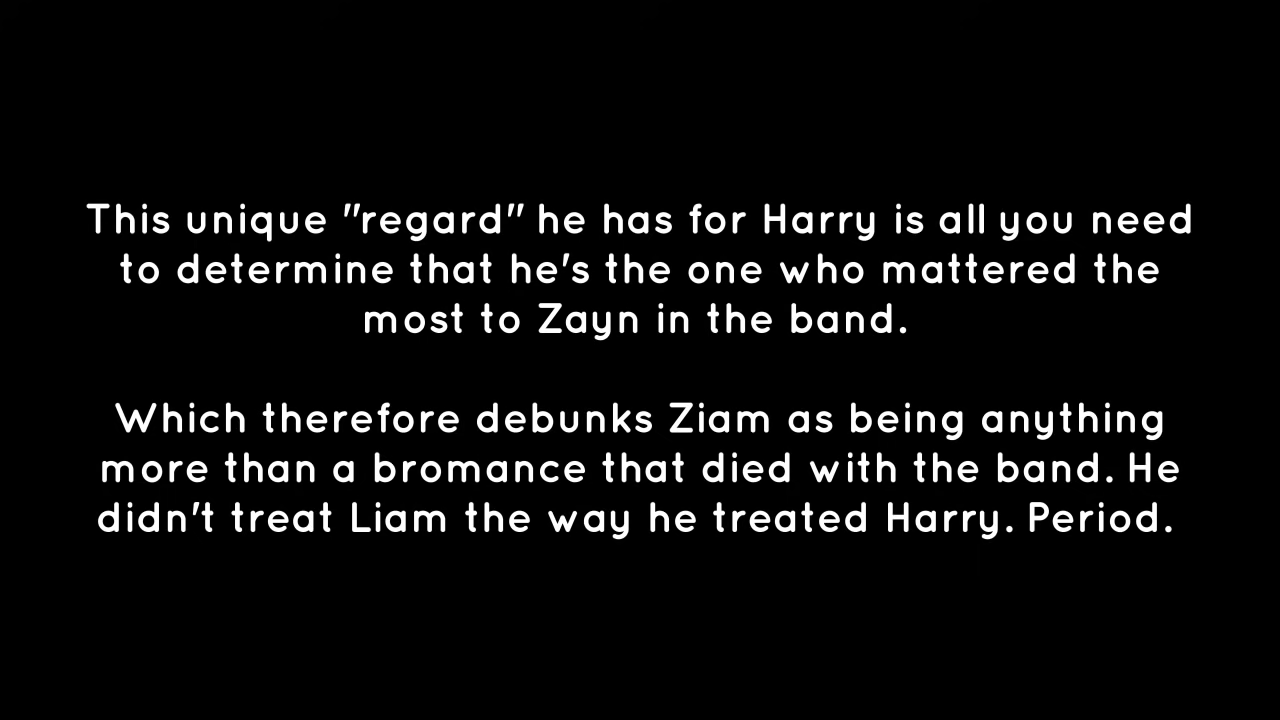 This unique "regard" he has for Harry is all you need
to determine that he's the one who mattered the
most to Zayn in the band.
Which therefore debunks Ziam as being anything
more than a bromance that died with the band. He
didn't treat Liam the way he treated Harry. Period.